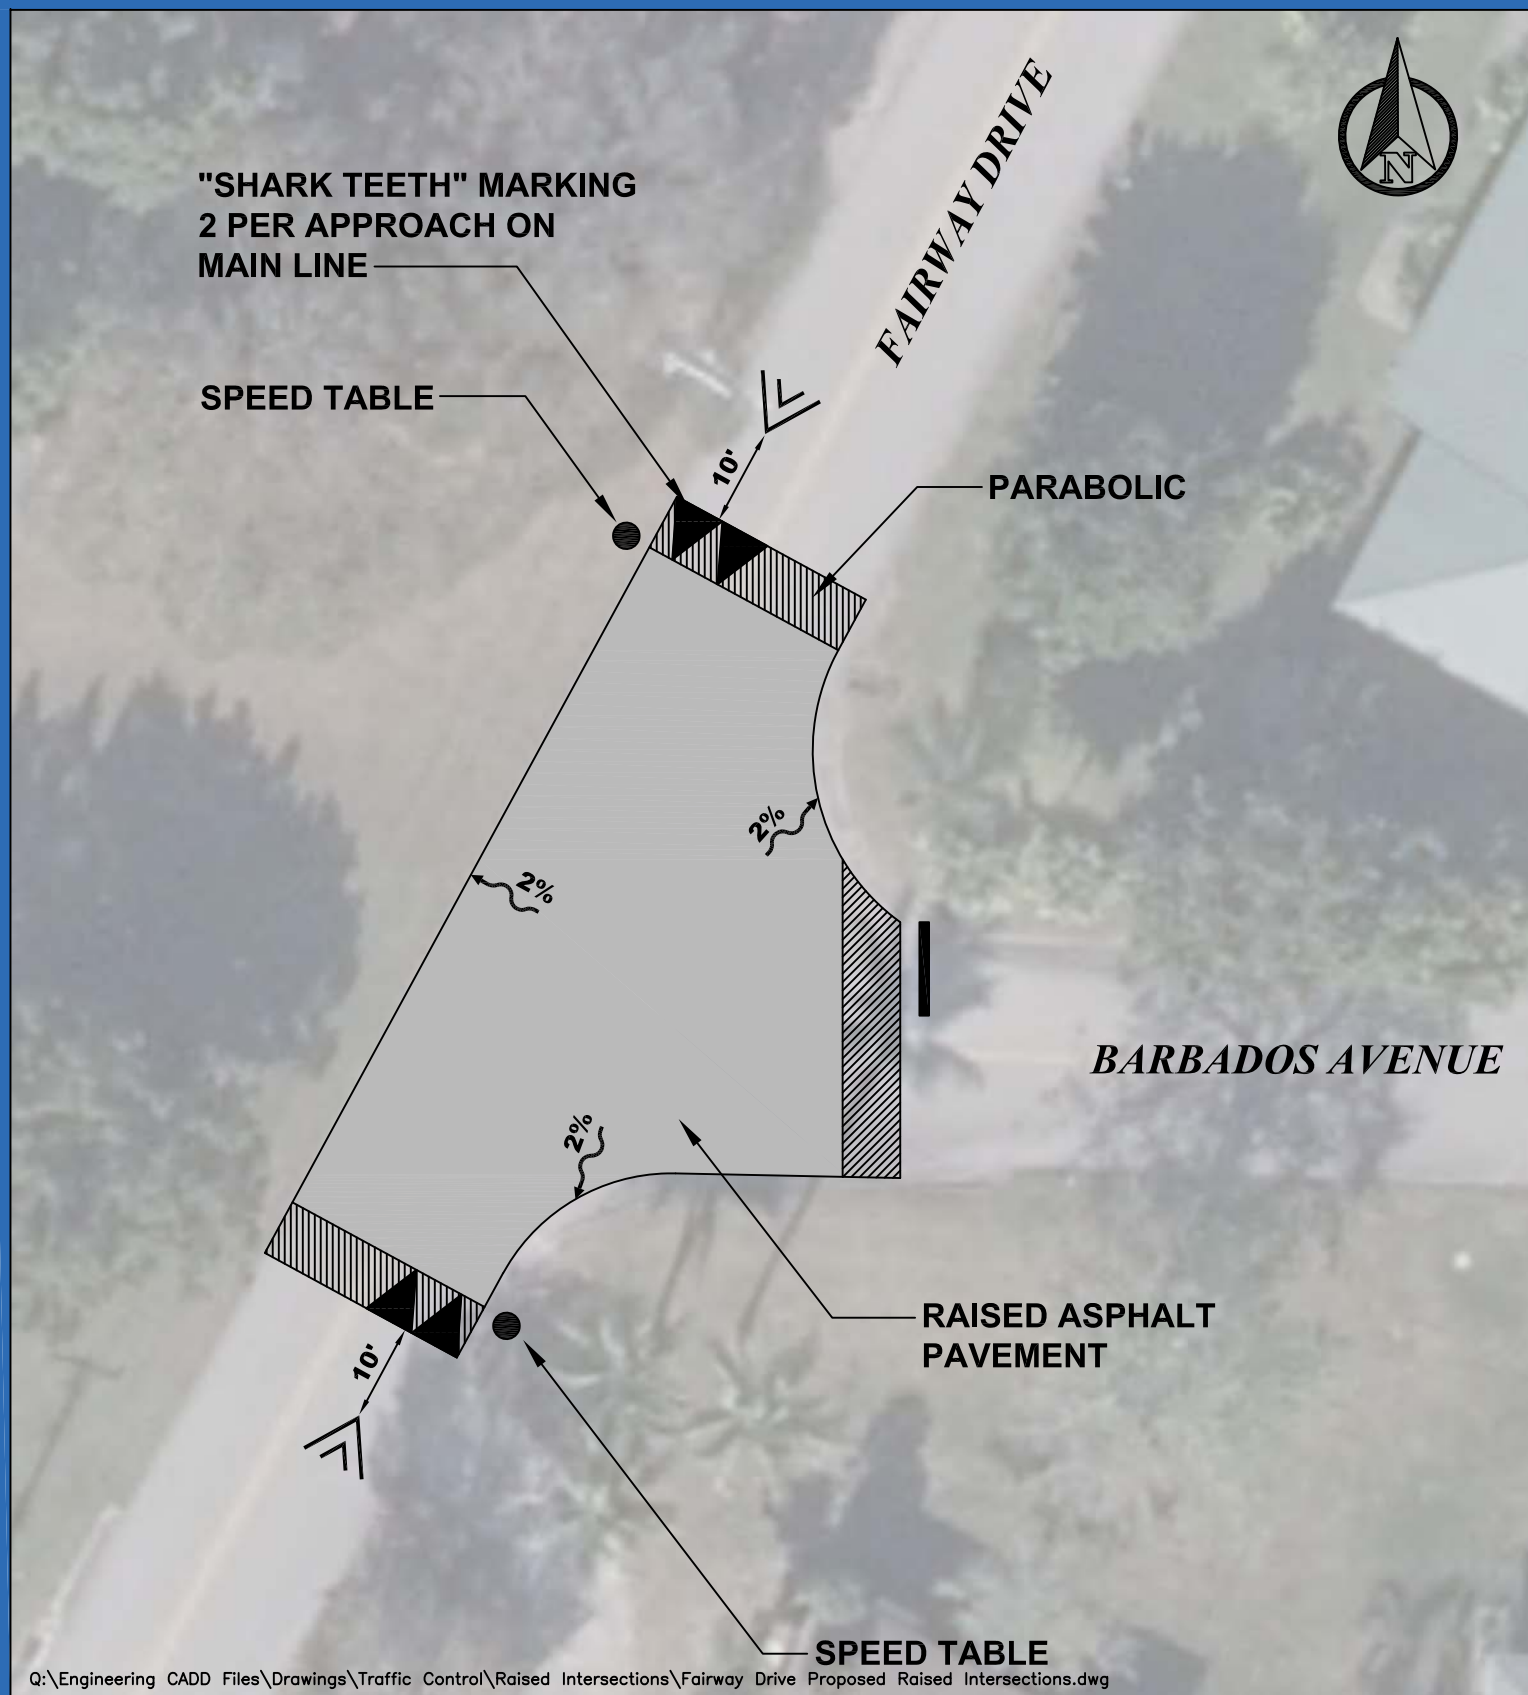 N
FAIRWAY DRIVE
"SHARK TEETH" MARKING
2 PER APPROACH ON
MAIN LINE
SPEED TABLE
10'
PARABOLIC
2%
2%
BARBADOS AVENUE
2%
RAISED ASPHALT
PAVEMENT
10'
SPEED TABLE
Q:\Engineering CADD Files\Drawings\Traffic Control\Raised Intersections\Fairway Drive Proposed Raised Intersections.dwg